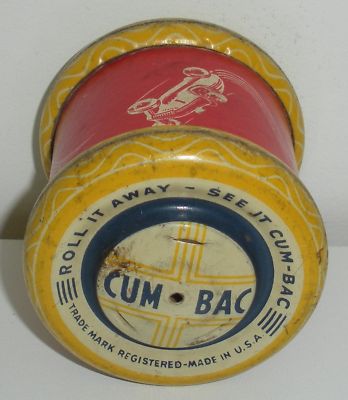 ROLL IT AWAY - SEE IT CUM-BAC
CUM BAC
TRADE MARK REGISTERED-MADE IN U.S.A